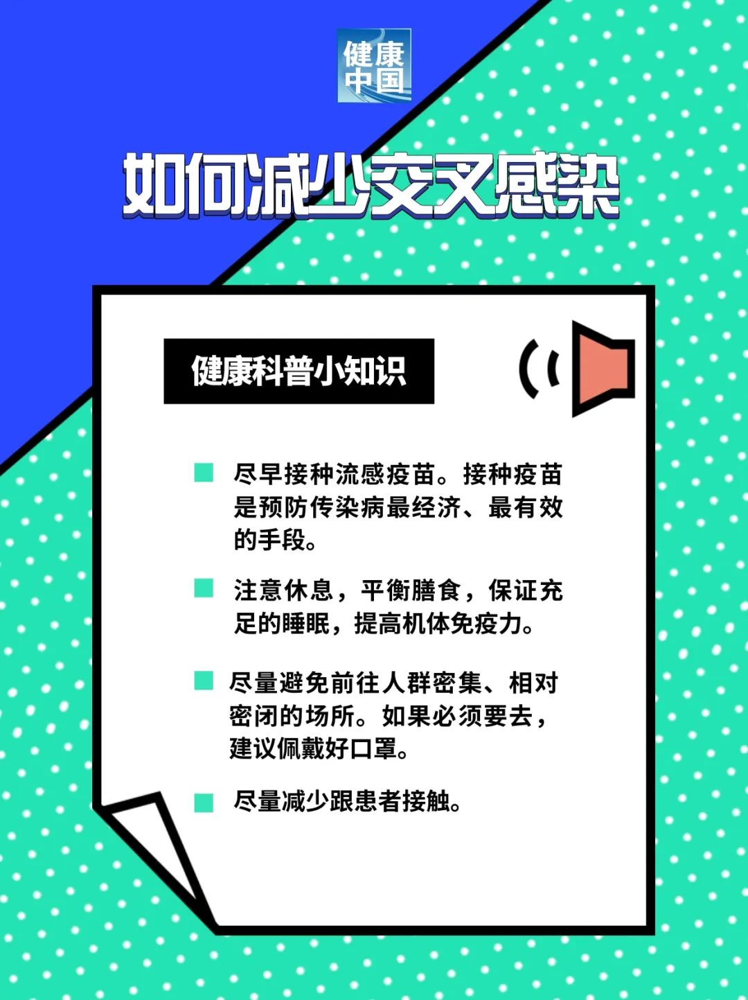 健康
中国
如何减少交叉感染
健康科普小知识
尽早接种流感疫苗。接种疫苗
是预防传染病最经济、最有效
的手段。
注意休息，平衡膳食，保证充
足的睡眠，提高机体免疫力。
尽量避免前往人群密集、相对
密闭的场所。如果必须要去，
建议佩戴好口罩。
尽量减少跟患者接触。